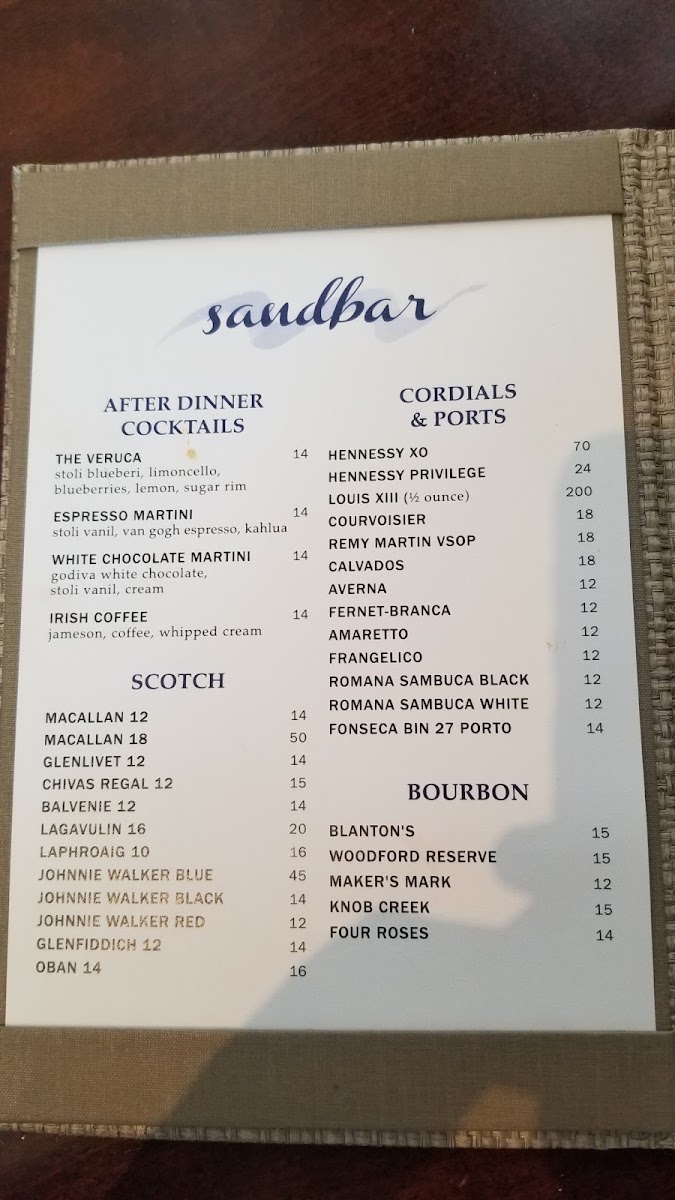 sandbar
AFTER DINNER
COCKTAILS
THE VERUCA 14
stoli blueberi, limoncello,
blueberries, lemon, sugar rim
ESPRESSO MARTINI 14
stoli vanil, van gogh espresso, kahlua
WHITE CHOCOLATE MARTINI 14
godiva white chocolate,
stoli vanil, cream
IRISH COFFEE 14
jameson, coffee, whipped cream
SCOTCH
MACALLAN 12 14
MACALLAN 18 50
GLENLIVET 12 14
CHIVAS REGAL 12 15
BALVENIE 12 14
LAGAVULIN 16 20
LAPHROAIG 10 16
JOHNNIE WALKER BLUE 45
JOHNNIE WALKER BLACK 14
JOHNNIE WALKER RED 12
GLENFIDDICH 12 14
OBAN 14 16
CORDIALS
& PORTS
HENNESSY XO 70
HENNESSY PRIVILEGE 24
LOUIS XIII (½ ounce) 200
COURVOISIER 18
REMY MARTIN VSOP 18
CALVADOS 18
AVERNA 12
FERNET-BRANCA 12
AMARETTO 12
FRANGELICO 12
ROMANA SAMBUCA BLACK 12
ROMANA SAMBUCA WHITE 12
FONSECA BIN 27 PORTO 14
BOURBON
BLANTON'S 15
WOODFORD RESERVE 15
MAKER'S MARK 12
KNOB CREEK 15
FOUR ROSES 14